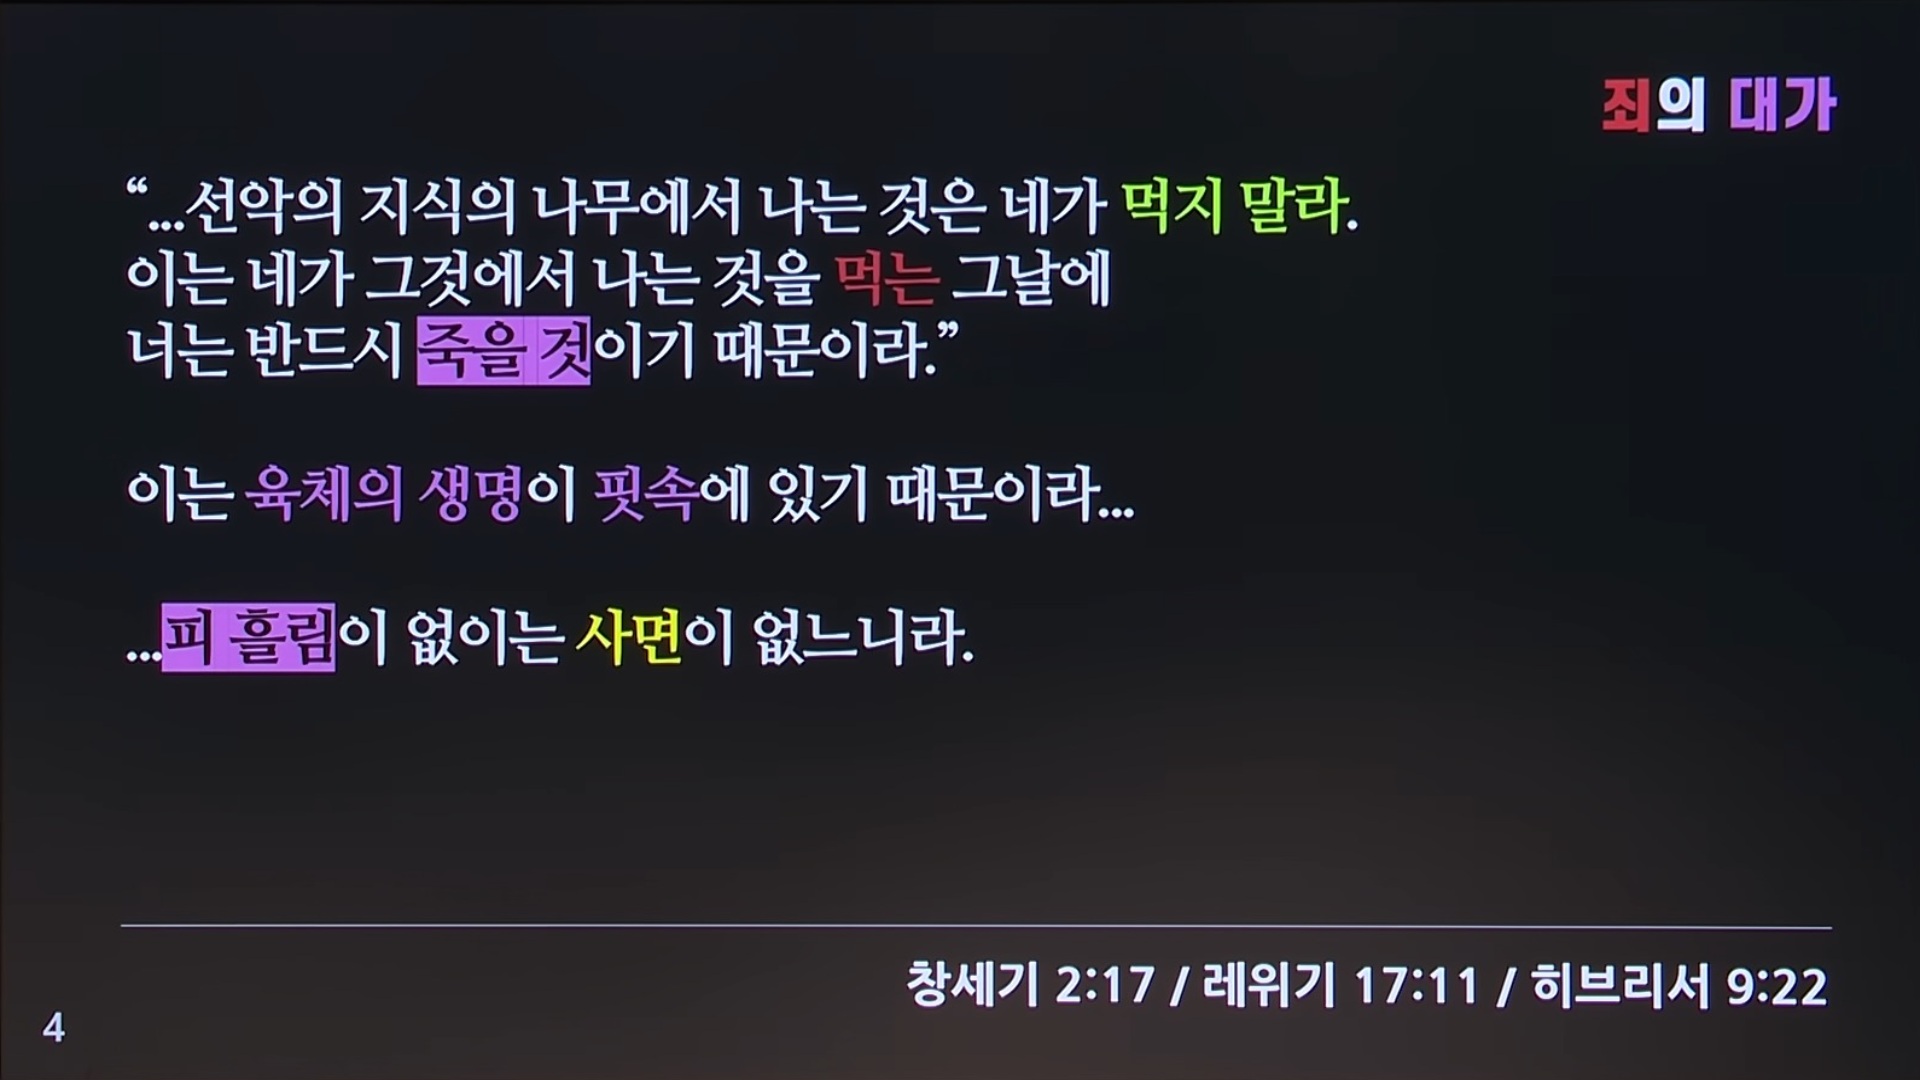 죄의 대가
“...선악의 지식의 나무에서 나는 것은 네가 먹지 말라.
이는 네가 그것에서 나는 것을 먹는 그날에
너는 반드시 죽을 것이기 때문이라.”
이는 육체의 생명이 핏속에 있기 때문이라...
...피 흘림이 없이는 사면이 없느니라.
창세기 2:17 / 레위기 17:11 / 히브리서 9:22
4